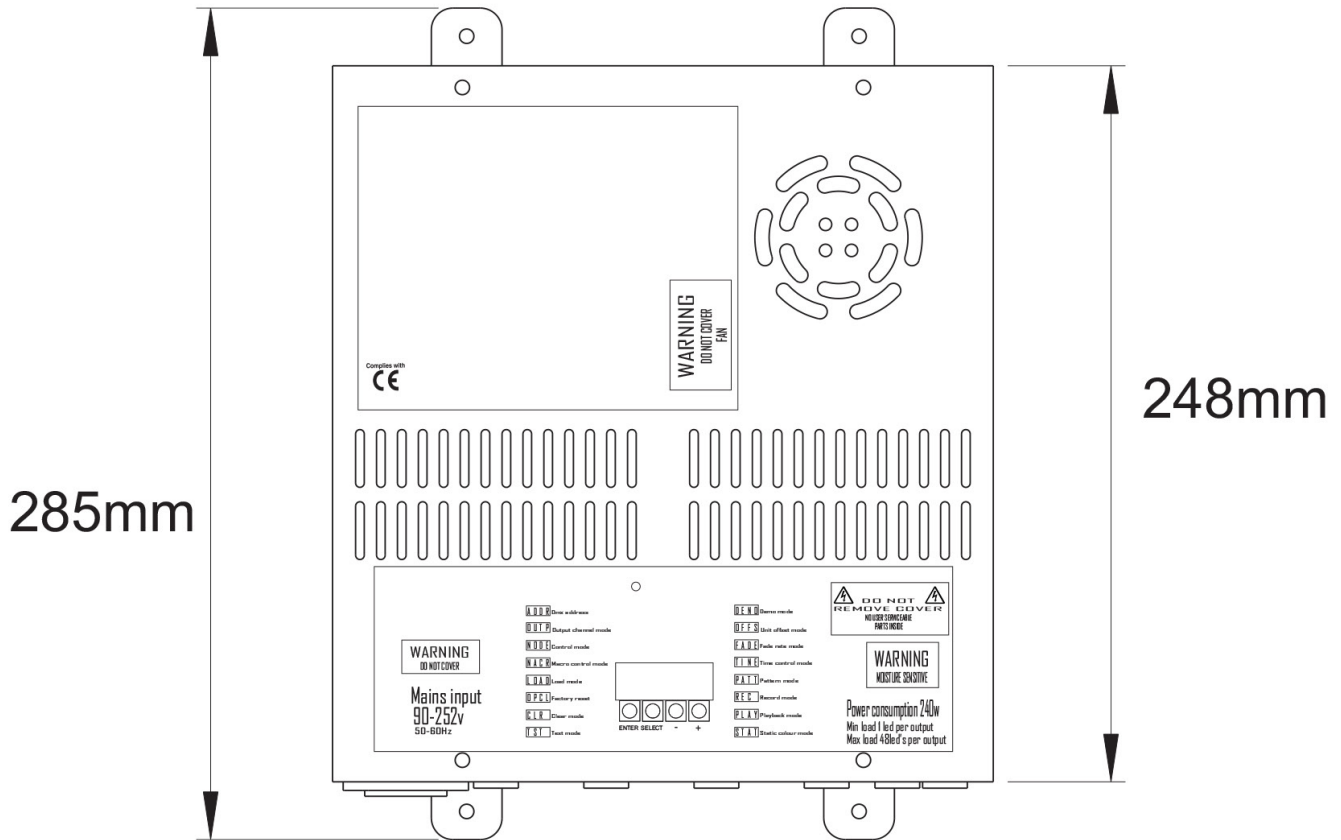 285mm
248mm
WARNING
DO NOT COVER
FAN
Complies with
CE
WARNING
DO NOT COVER
Mains input
90-252v
50-60Hz
ADDR Dmx address
OUTP Output channel mode
MODE Control mode
MACR Macro control mode
LOAD Load mode
DPCL Factory reset
CLR Clear mode
TST Test mode
ENTER SELECT - +
DEMO Demo mode
OFFS Unit offset mode
FADE Fade rate mode
TIME Time control mode
PATT Pattern mode
REC Record mode
PLAY Playback mode
STAT Static colour mode
DO NOT
REMOVE COVER
NO USER SERVICEABLE
PARTS INSIDE
WARNING
MOISTURE SENSITIVE
Power consumption 240w
Min load 1 led per output
Max load 48led's per output